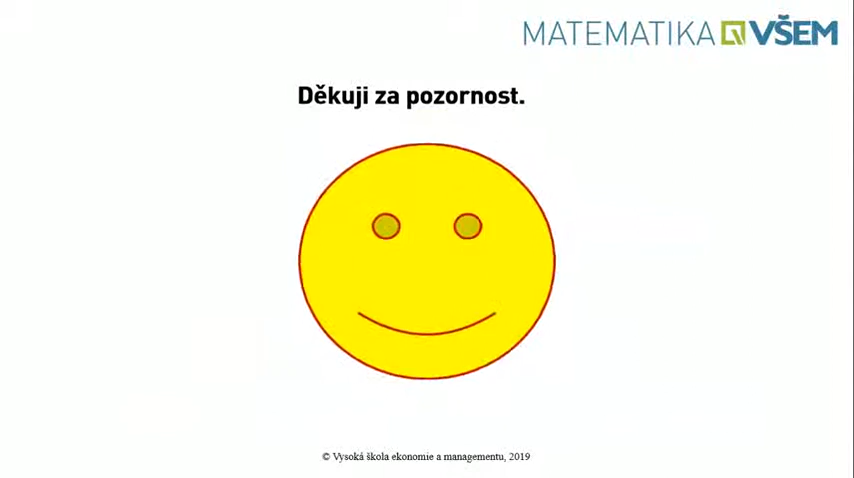 MATEMATIKA VŠEM
Děkuji za pozornost.
© Vysoká škola ekonomie a managementu, 2019